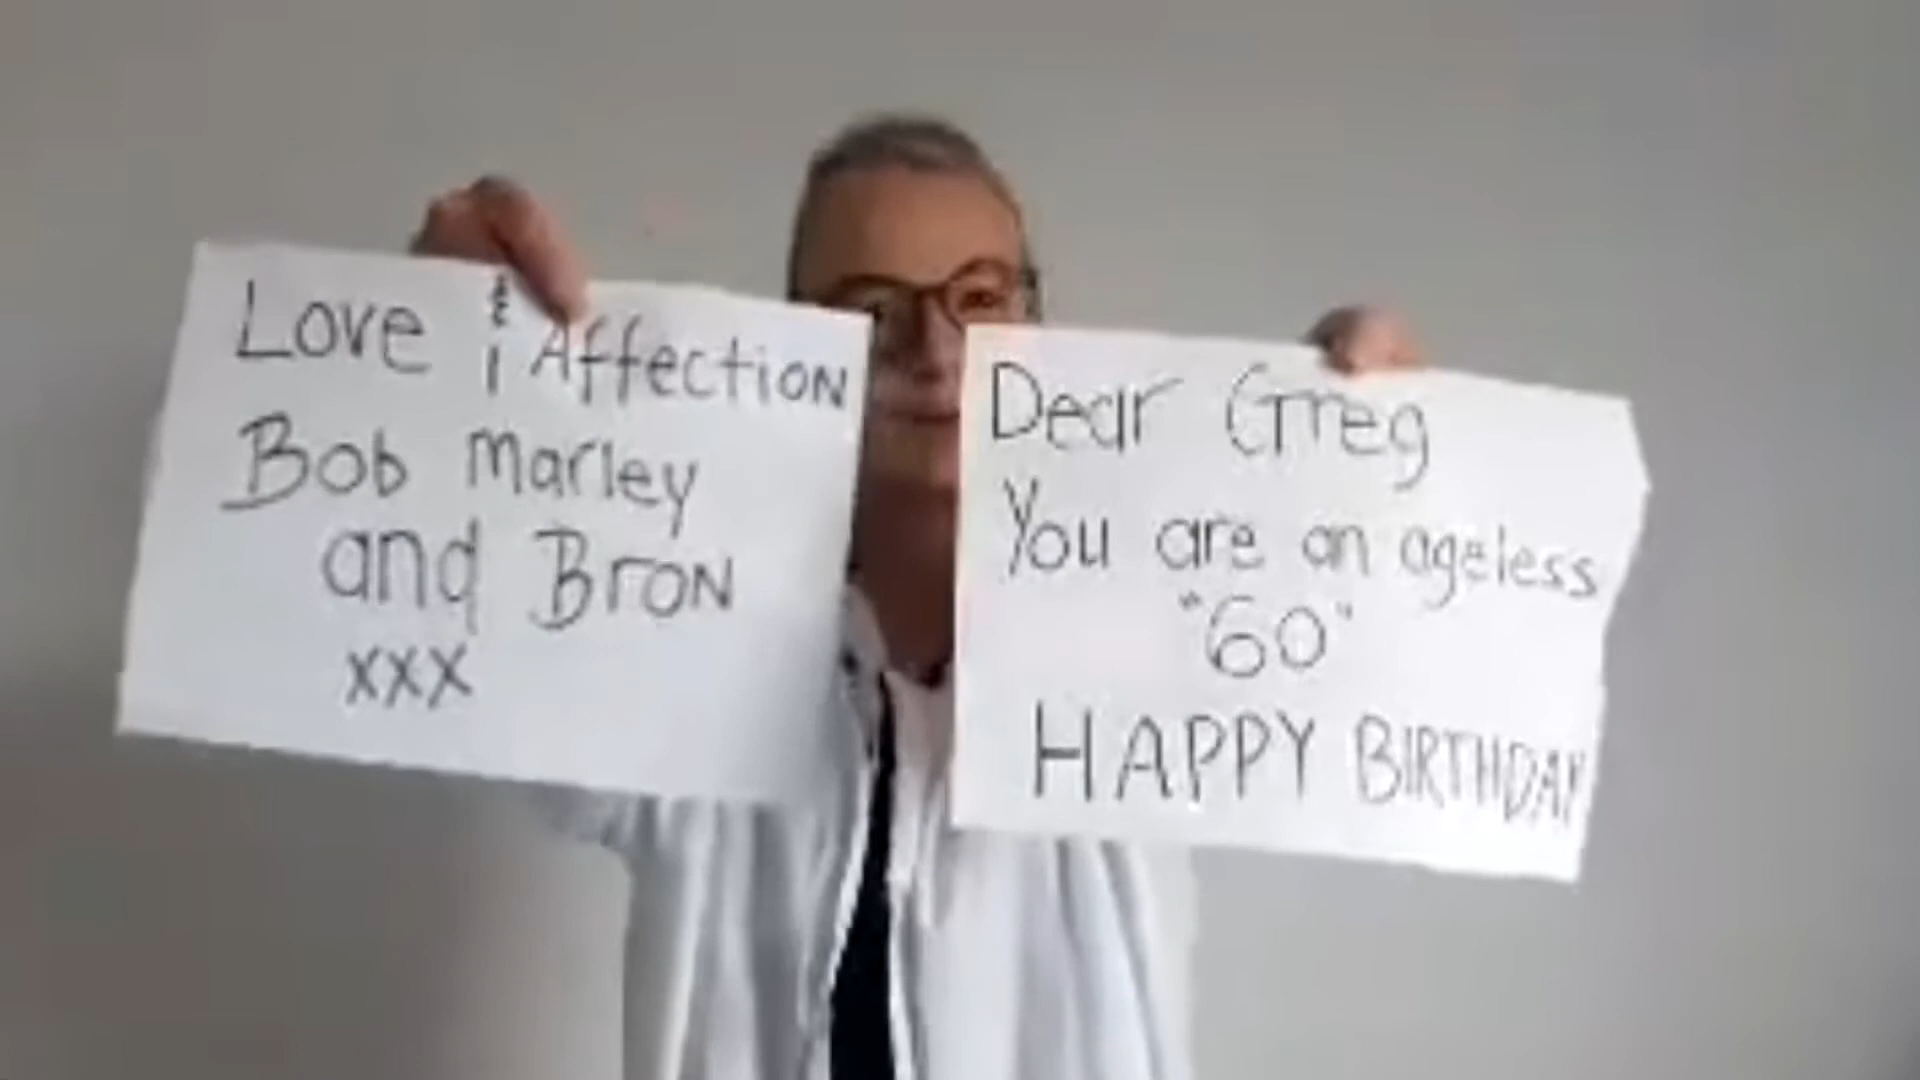 Love & Affection
Bob Marley
and Bron
xxx
Dear Greg
You are an ageless
"60"
HAPPY BIRTHDAY